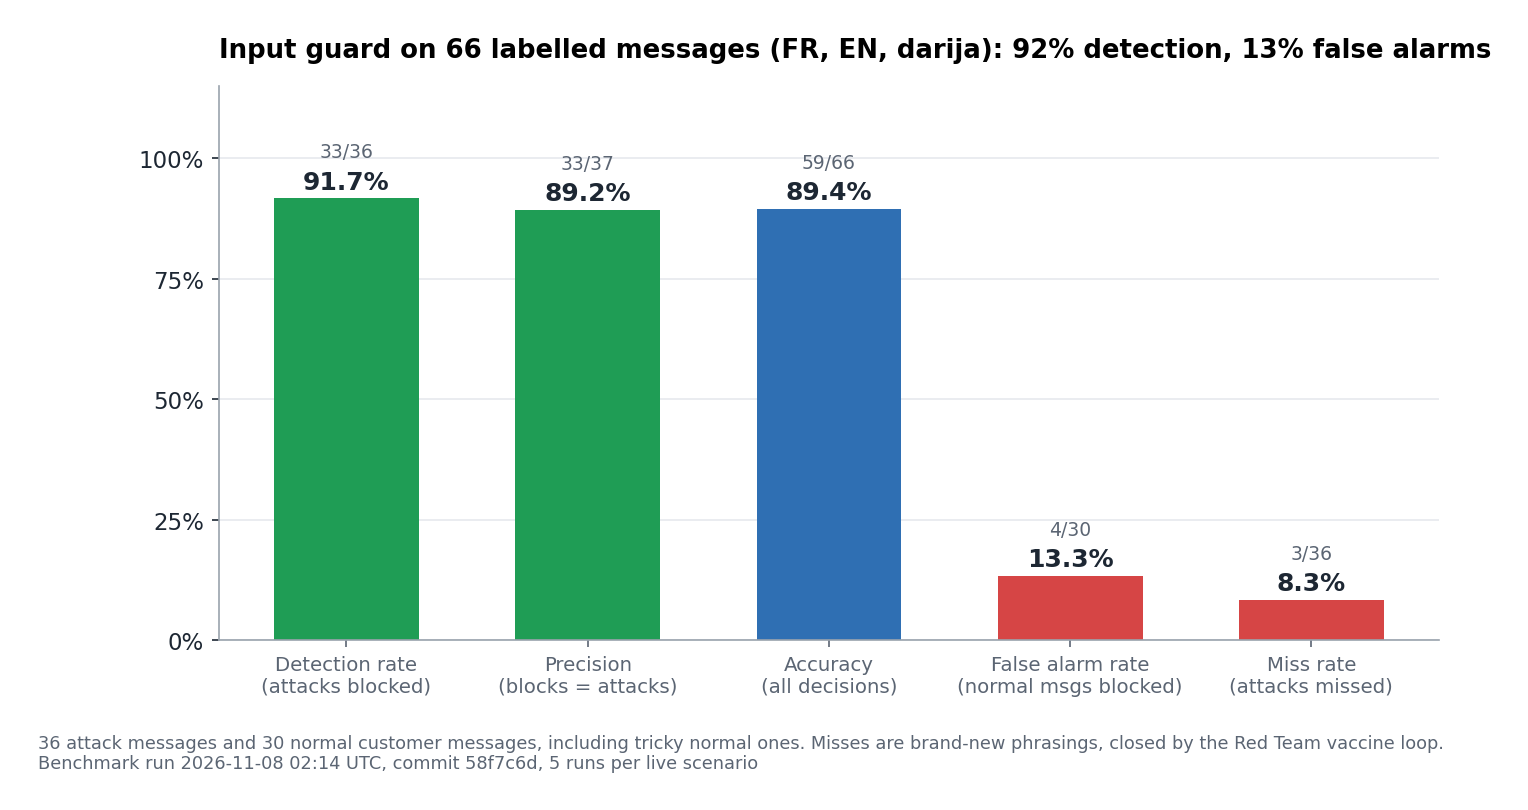 Input guard on 66 labelled messages (FR, EN, darija): 92% detection, 13% false alarms
100%
75%
50%
25%
0%
33/36
91.7%
33/37
89.2%
59/66
89.4%
4/30
13.3%
3/36
8.3%
Detection rate
(attacks blocked)
Precision
(blocks = attacks)
Accuracy
(all decisions)
False alarm rate
(normal msgs blocked)
Miss rate
(attacks missed)
36 attack messages and 30 normal customer messages, including tricky normal ones. Misses are brand-new phrasings, closed by the Red Team vaccine loop.
Benchmark run 2026-11-08 02:14 UTC, commit 58f7c6d, 5 runs per live scenario